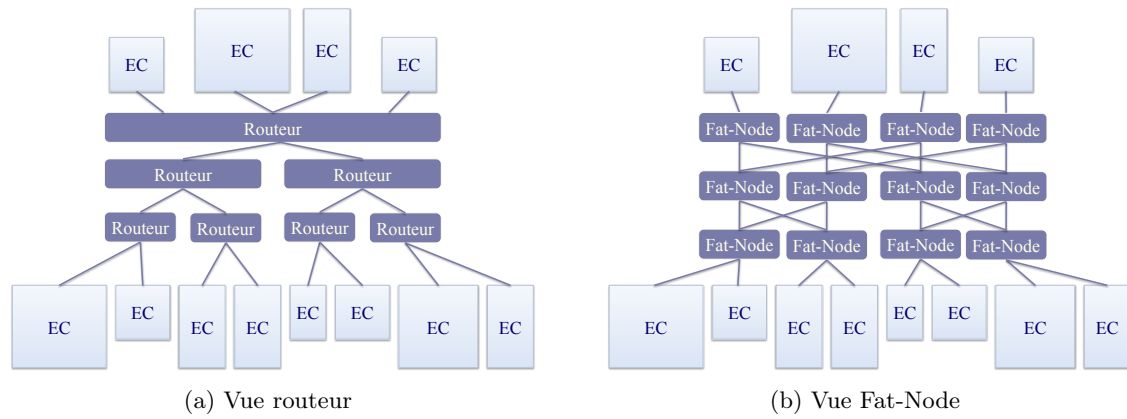 EC EC EC EC
Routeur
Routeur Routeur
Routeur Routeur Routeur Routeur
EC EC EC EC EC EC EC EC
(a) Vue routeur
EC EC EC EC
Fat-Node Fat-Node Fat-Node Fat-Node
Fat-Node Fat-Node Fat-Node Fat-Node
Fat-Node Fat-Node Fat-Node Fat-Node
EC EC EC EC EC EC EC EC
(b) Vue Fat-Node